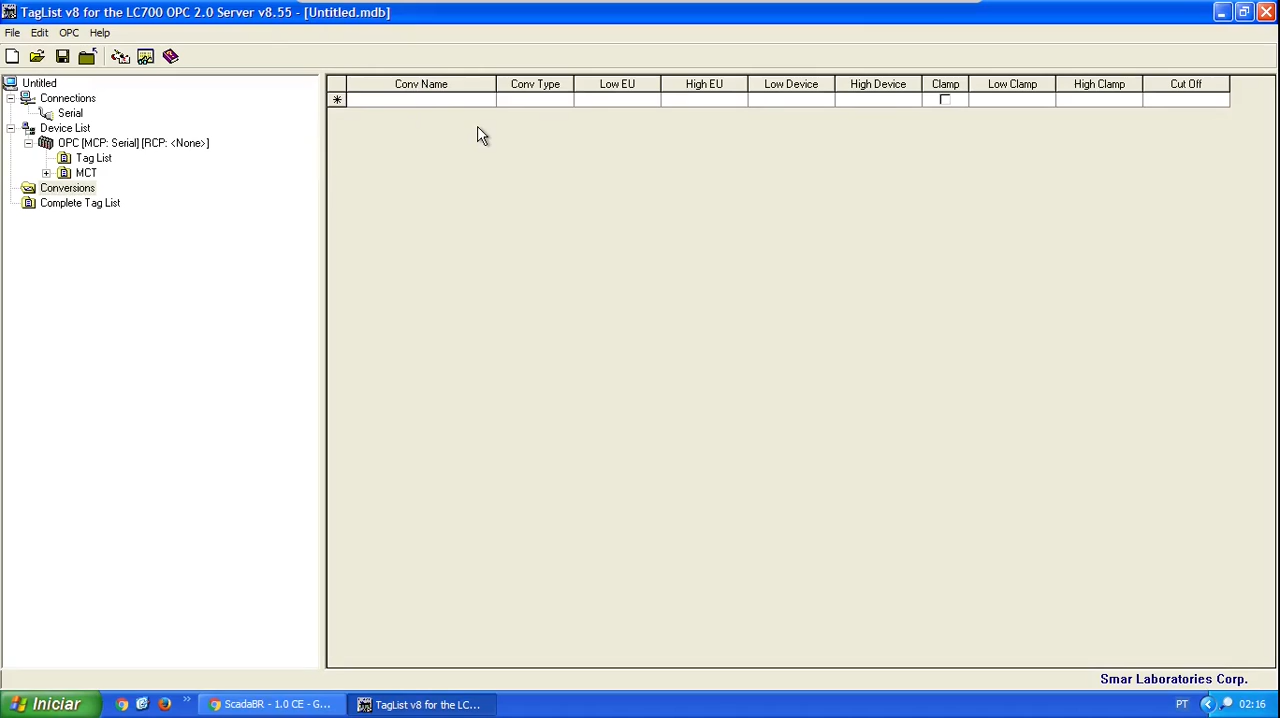 TagList v8 for the LC700 OPC 2.0 Server v8.55 - [Untitled.mdb]
File Edit OPC Help
Untitled
Connections
Serial
Device List
OPC [MCP: Serial] [RCP: <None>]
Tag List
MCT
Conversions
Complete Tag List
Conv Name Conv Type Low EU High EU Low Device High Device Clamp Low Clamp High Clamp Cut Off
Smar Laboratories Corp.
Iniciar ScadaBR - 1.0 CE - G... TagList v8 for the LC... PT 02:16